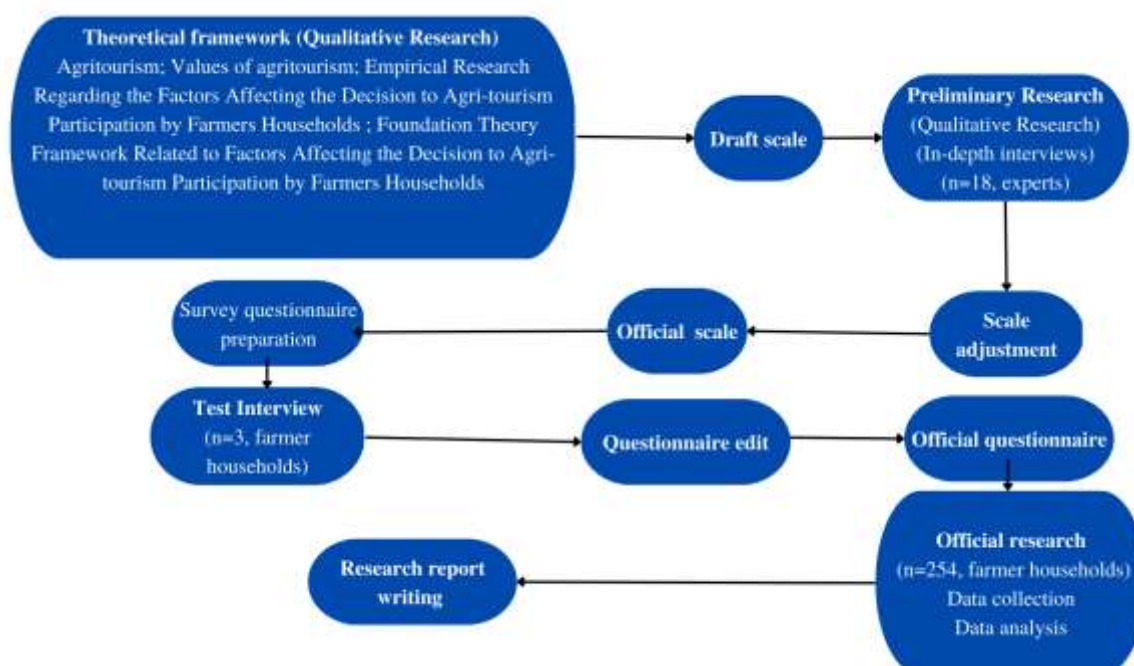 Theoretical framework (Qualitative Research)
Agritourism; Values of agritourism; Empirical Research
Regarding the Factors Affecting the Decision to Agri-tourism
Participation by Farmers Households ; Foundation Theory
Framework Related to Factors Affecting the Decision to Agri-
tourism Participation by Farmers Households
Draft scale
Preliminary Research
(Qualitative Research)
(In-depth interviews)
(n=18, experts)
Scale
adjustment
Official scale
Survey questionnaire
preparation
Test Interview
(n=3, farmer
households)
Questionnaire edit
Official questionnaire
Official research
(n=254, farmer households)
Data collection
Data analysis
Research report
writing